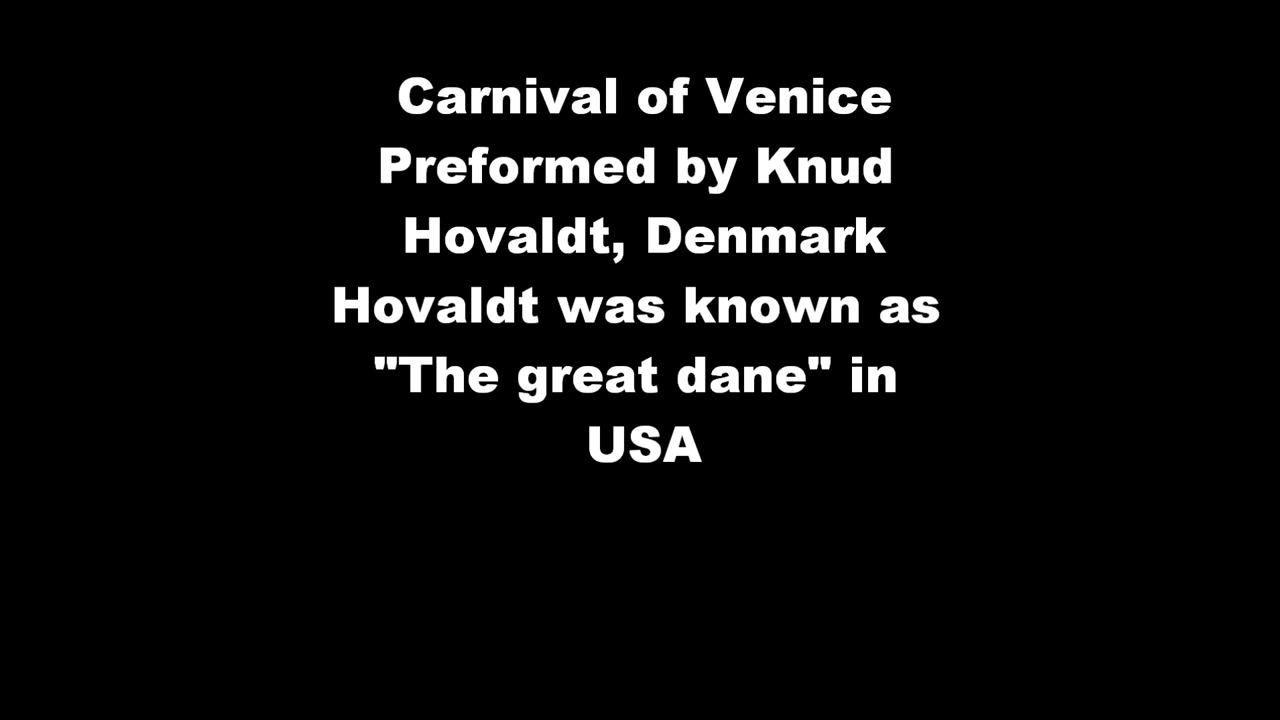 Carnival of Venice
Preformed by Knud
Hovaldt, Denmark
Hovaldt was known as
"The great dane" in
USA